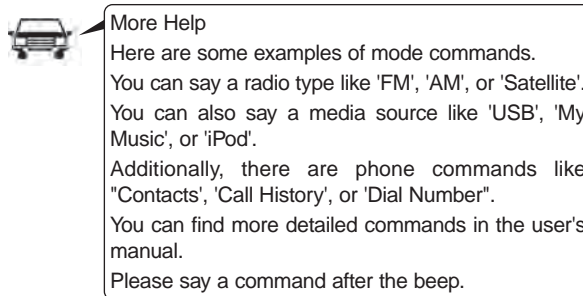 More Help
Here are some examples of mode commands.
You can say a radio type like 'FM', 'AM', or 'Satellite'.
You can also say a media source like 'USB', 'My
Music', or 'iPod'.
Additionally, there are phone commands like
"Contacts', 'Call History', or 'Dial Number".
You can find more detailed commands in the user's
manual.
Please say a command after the beep.